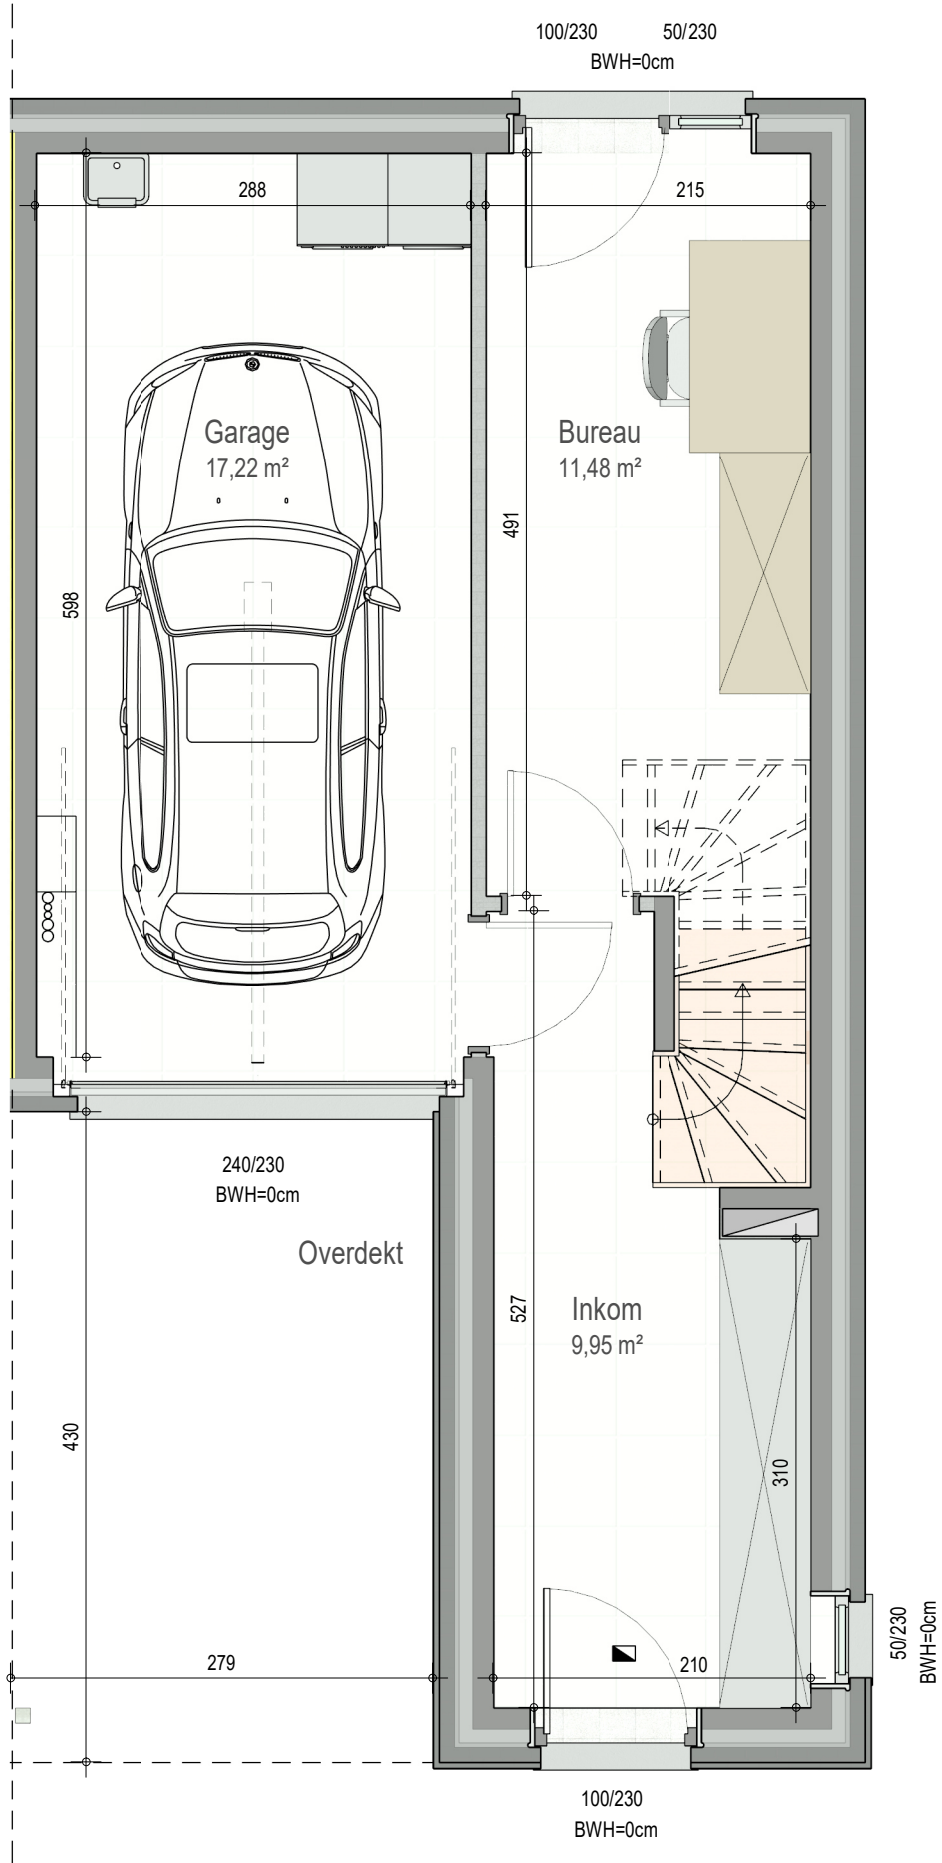 100/230
50/230
BWH=0cm
288
215
Garage
17,22 m²
Bureau
11,48 m²
491
598
240/230
BWH=0cm
Overdekt
527
Inkom
9,95 m²
430
310
50/230
BWH=0cm
279
210
100/230
BWH=0cm